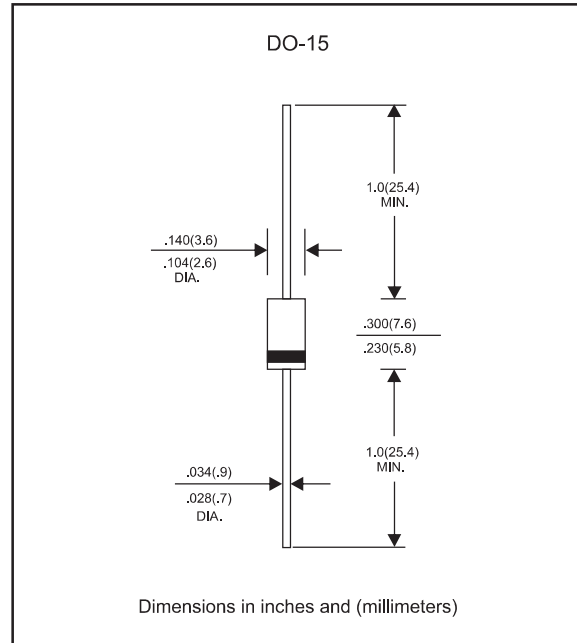 DO-15
1.0(25.4)
MIN.
.140(3.6)
.104(2.6)
DIA.
.300(7.6)
.230(5.8)
1.0(25.4)
MIN.
.034(.9)
.028(.7)
DIA.
Dimensions in inches and (millimeters)